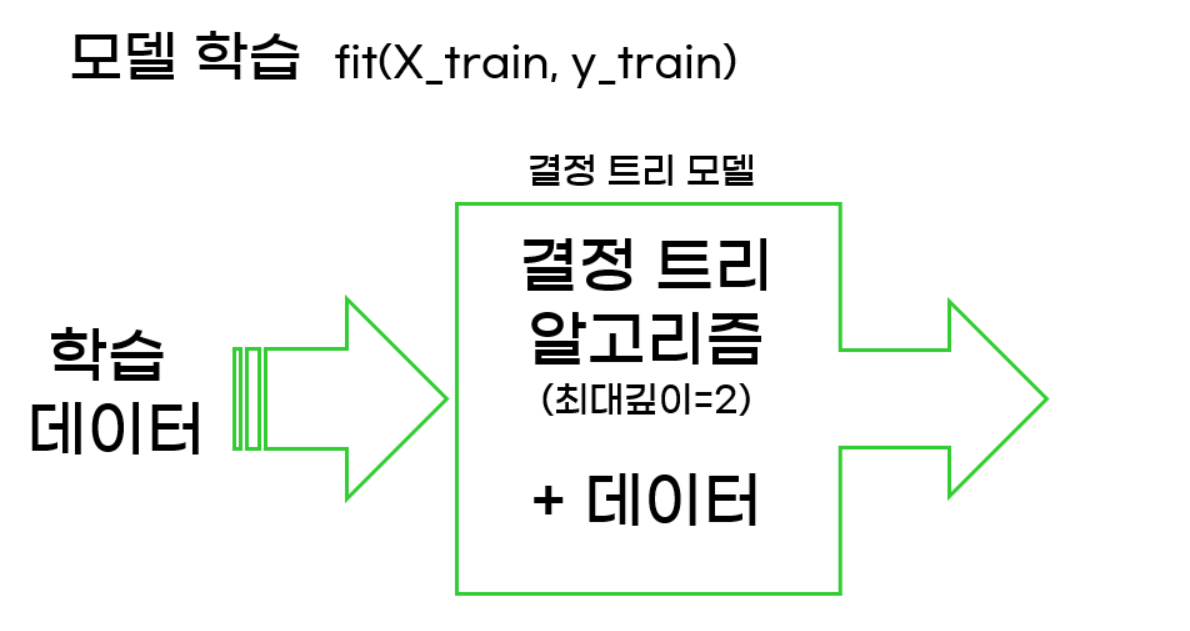 모델 학습 fit(X_train, y_train)
결정 트리 모델
결정 트리
알고리즘
(최대깊이=2)
+ 데이터
학습
데이터